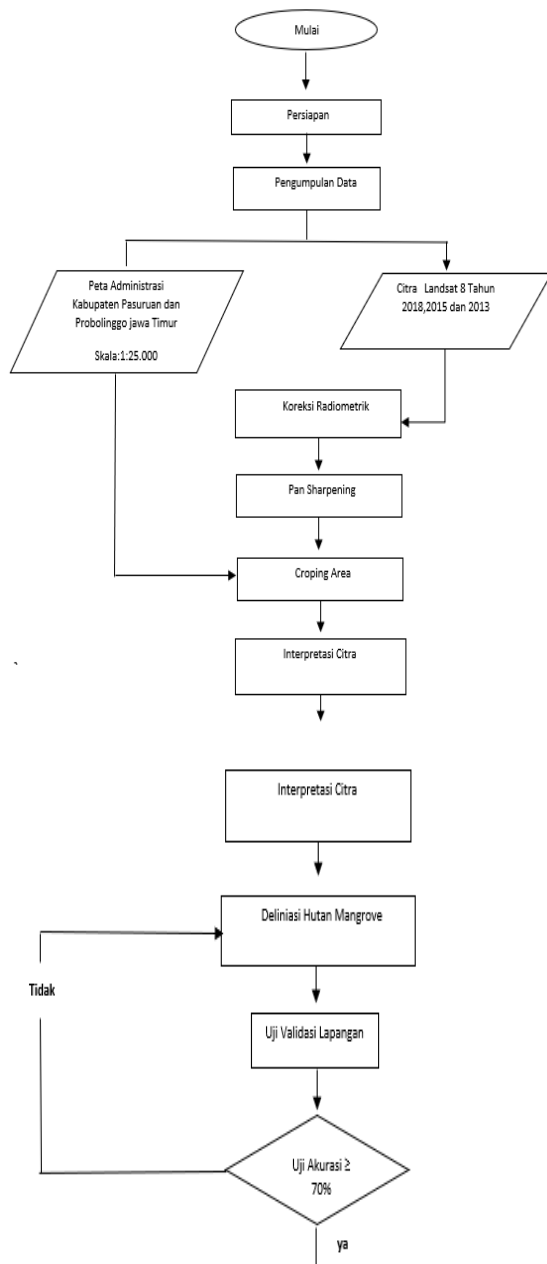 Mulai
Persiapan
Pengumpulan Data
Peta Administrasi
Kabupaten Pasuruan dan
Probolinggo jawa Timur
Skala:1:25.000
Citra Landsat 8 Tahun
2018,2015 dan 2013
Koreksi Radiometrik
Pan Sharpening
Croping Area
Interpretasi Citra
`
Interpretasi Citra
Deliniasi Hutan Mangrove
Tidak
Uji Validasi Lapangan
Uji Akurasi ≥
70%
ya